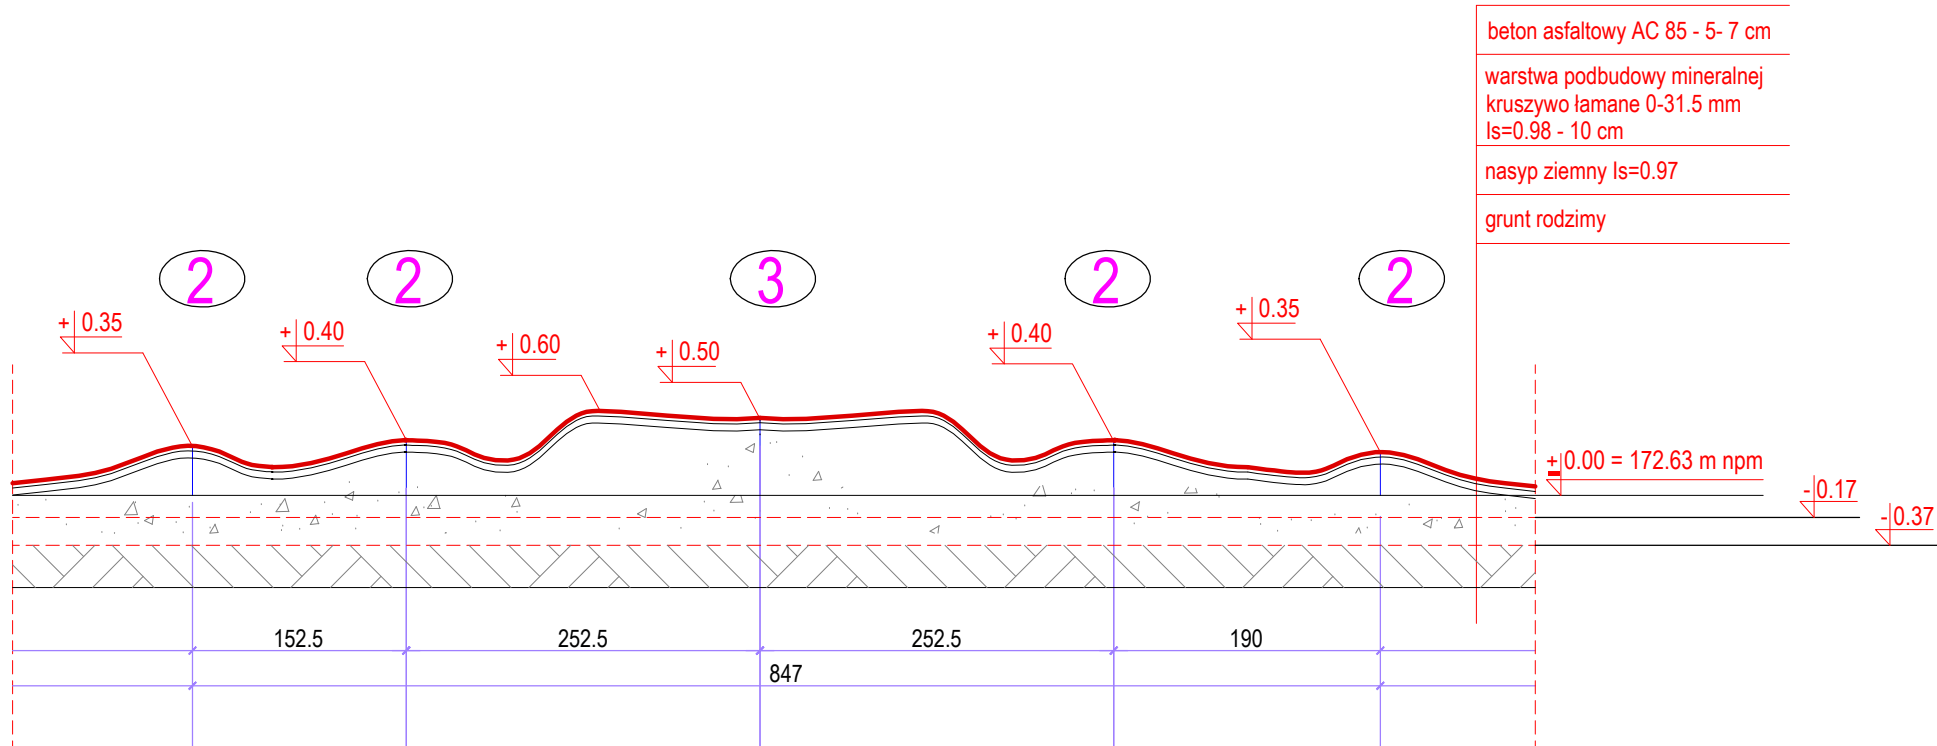 beton asfaltowy AC 85 - 5- 7 cm
warstwa podbudowy mineralnej
kruszywo łamane 0-31.5 mm
Is=0.98 - 10 cm
nasyp ziemny Is=0.97
grunt rodzimy
2
2
3
2
2
+ 0.35
+ 0.40
+ 0.60
+ 0.50
+ 0.40
+ 0.35
±0.00 = 172.63 m npm
- 0.17
- 0.37
152.5
252.5
252.5
190
847